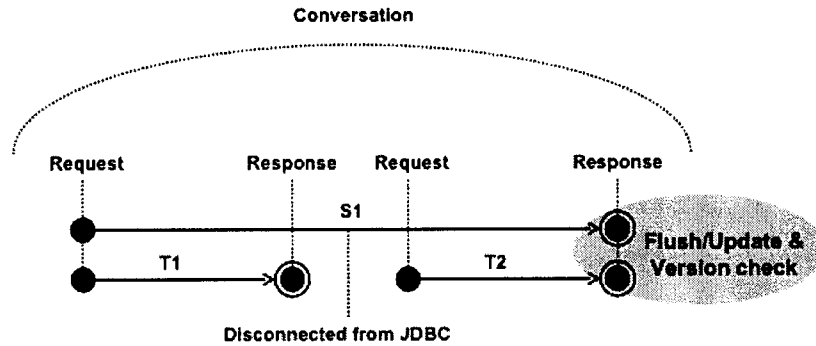 Conversation
Request Response Request Response
S1
Flush/Update &
Version check
T1 T2
Disconnected from JDBC